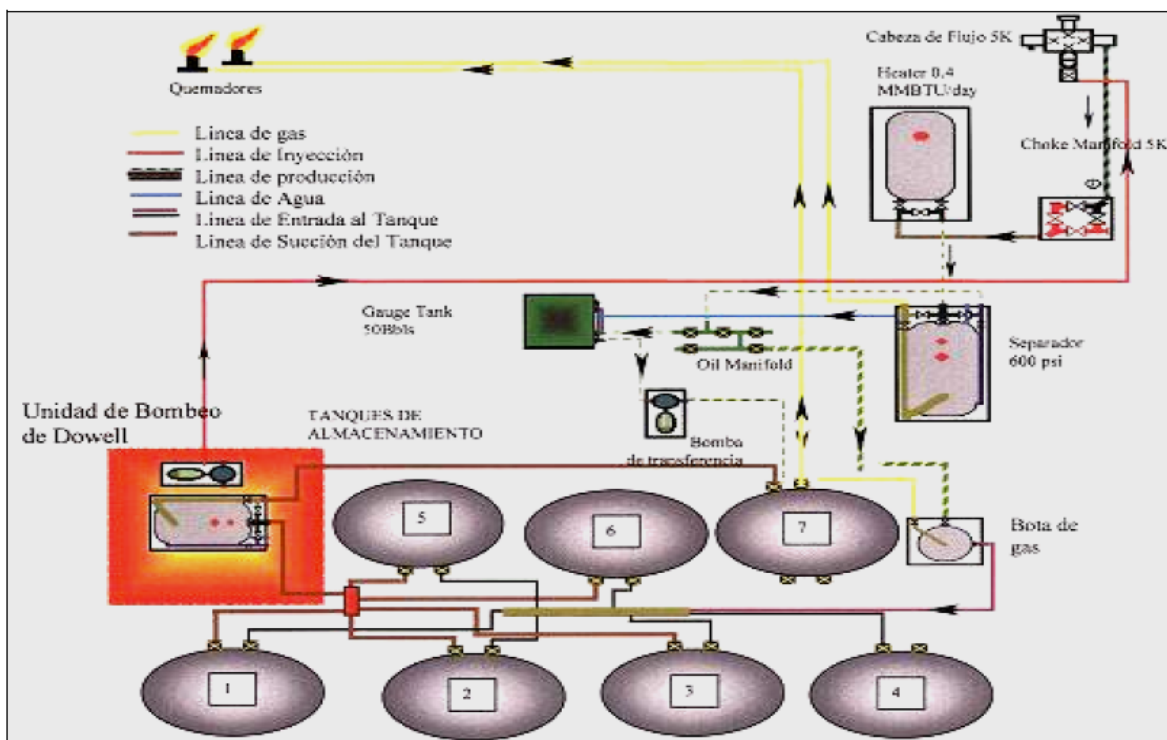 Cabeza de Flujo 5K
Quemadores
Heater 0.4
MMBTU/day
Linea de gas
Linea de Inyección
Linea de producción
Linea de Agua
Linea de Entrada al Tanque
Linea de Succión del Tanque
Choke Manifold 5K
Gauge Tank
50Bbls
Oil Manifold
Separador
600 psi
Unidad de Bombeo
de Dowell
TANQUES DE
ALMACENAMIENTO
Bomba
de transferencia
Bota de
gas
5
6
7
1
2
3
4